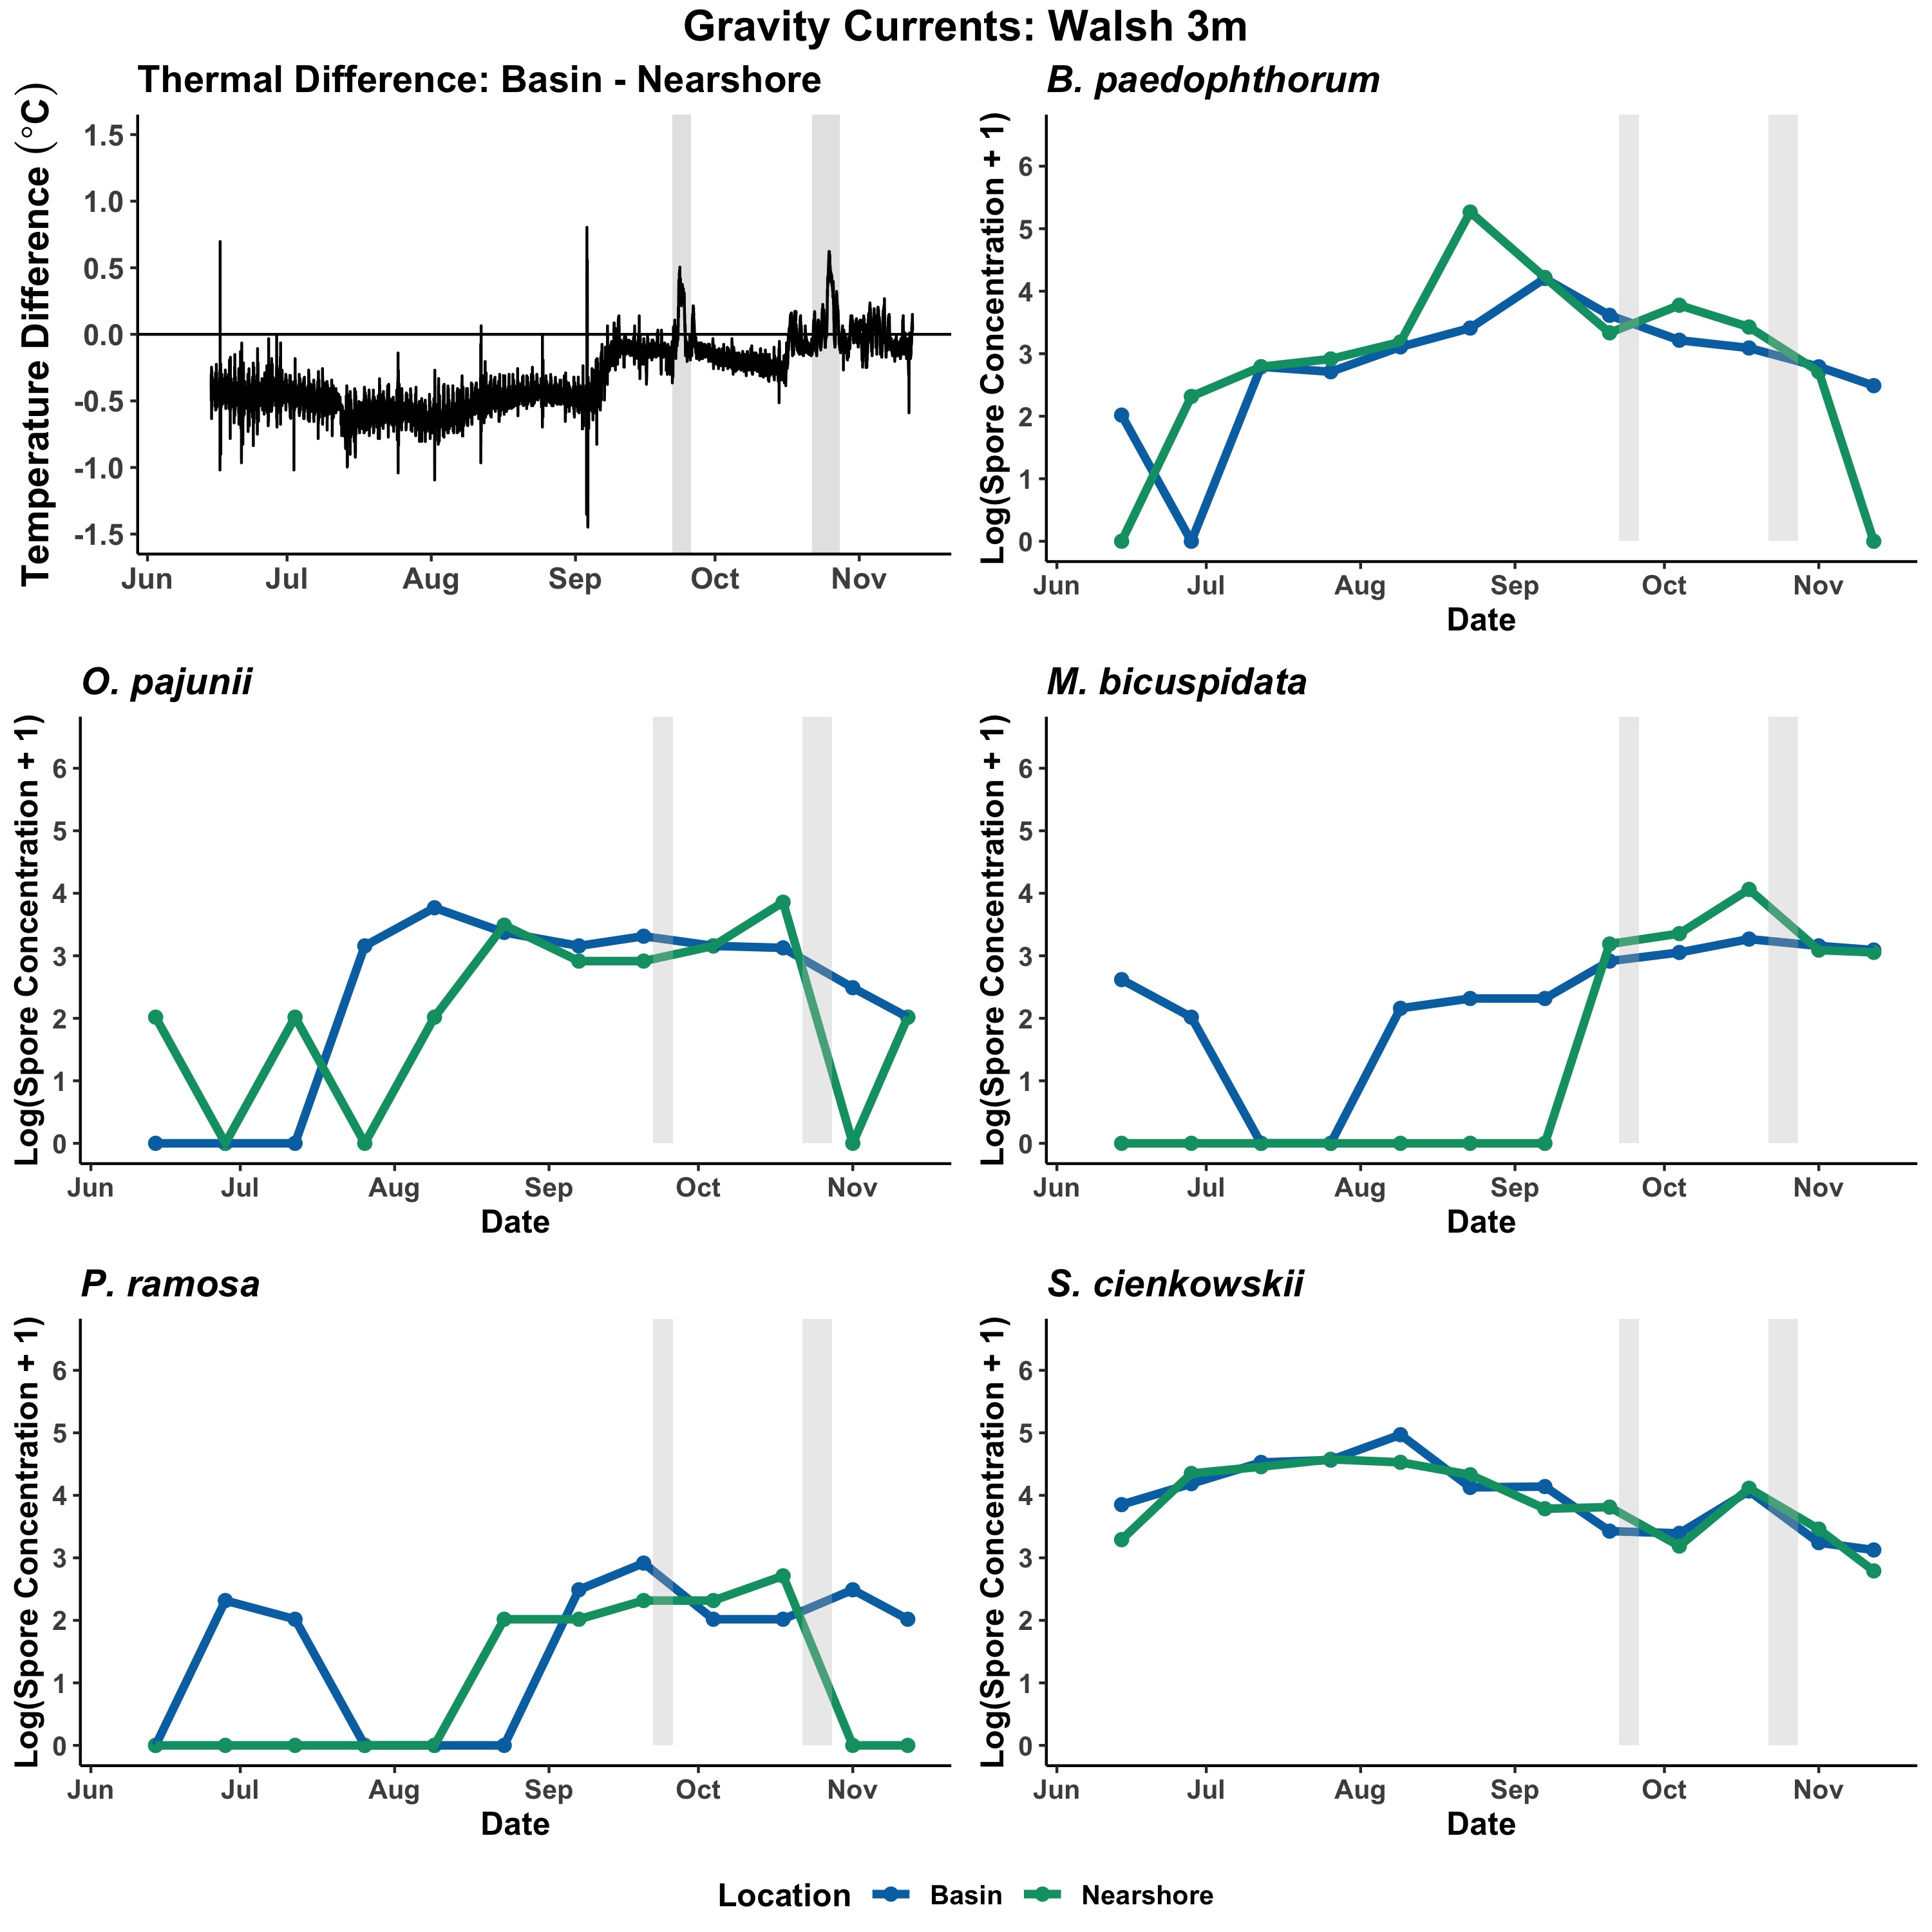 Gravity Currents: Walsh 3m
Thermal Difference: Basin - Nearshore
Temperature Difference (°C)
1.5
1.0
0.5
0.0
-0.5
-1.0
-1.5
Jun Jul Aug Sep Oct Nov
B. paedophthorum
Log(Spore Concentration + 1)
6
5
4
3
2
1
0
Jun Jul Aug Sep Oct Nov
Date
O. pajunii
Log(Spore Concentration + 1)
6
5
4
3
2
1
0
Jun Jul Aug Sep Oct Nov
Date
M. bicuspidata
Log(Spore Concentration + 1)
6
5
4
3
2
1
0
Jun Jul Aug Sep Oct Nov
Date
P. ramosa
Log(Spore Concentration + 1)
6
5
4
3
2
1
0
Jun Jul Aug Sep Oct Nov
Date
S. cienkowskii
Log(Spore Concentration + 1)
6
5
4
3
2
1
0
Jun Jul Aug Sep Oct Nov
Date
Location Basin Nearshore